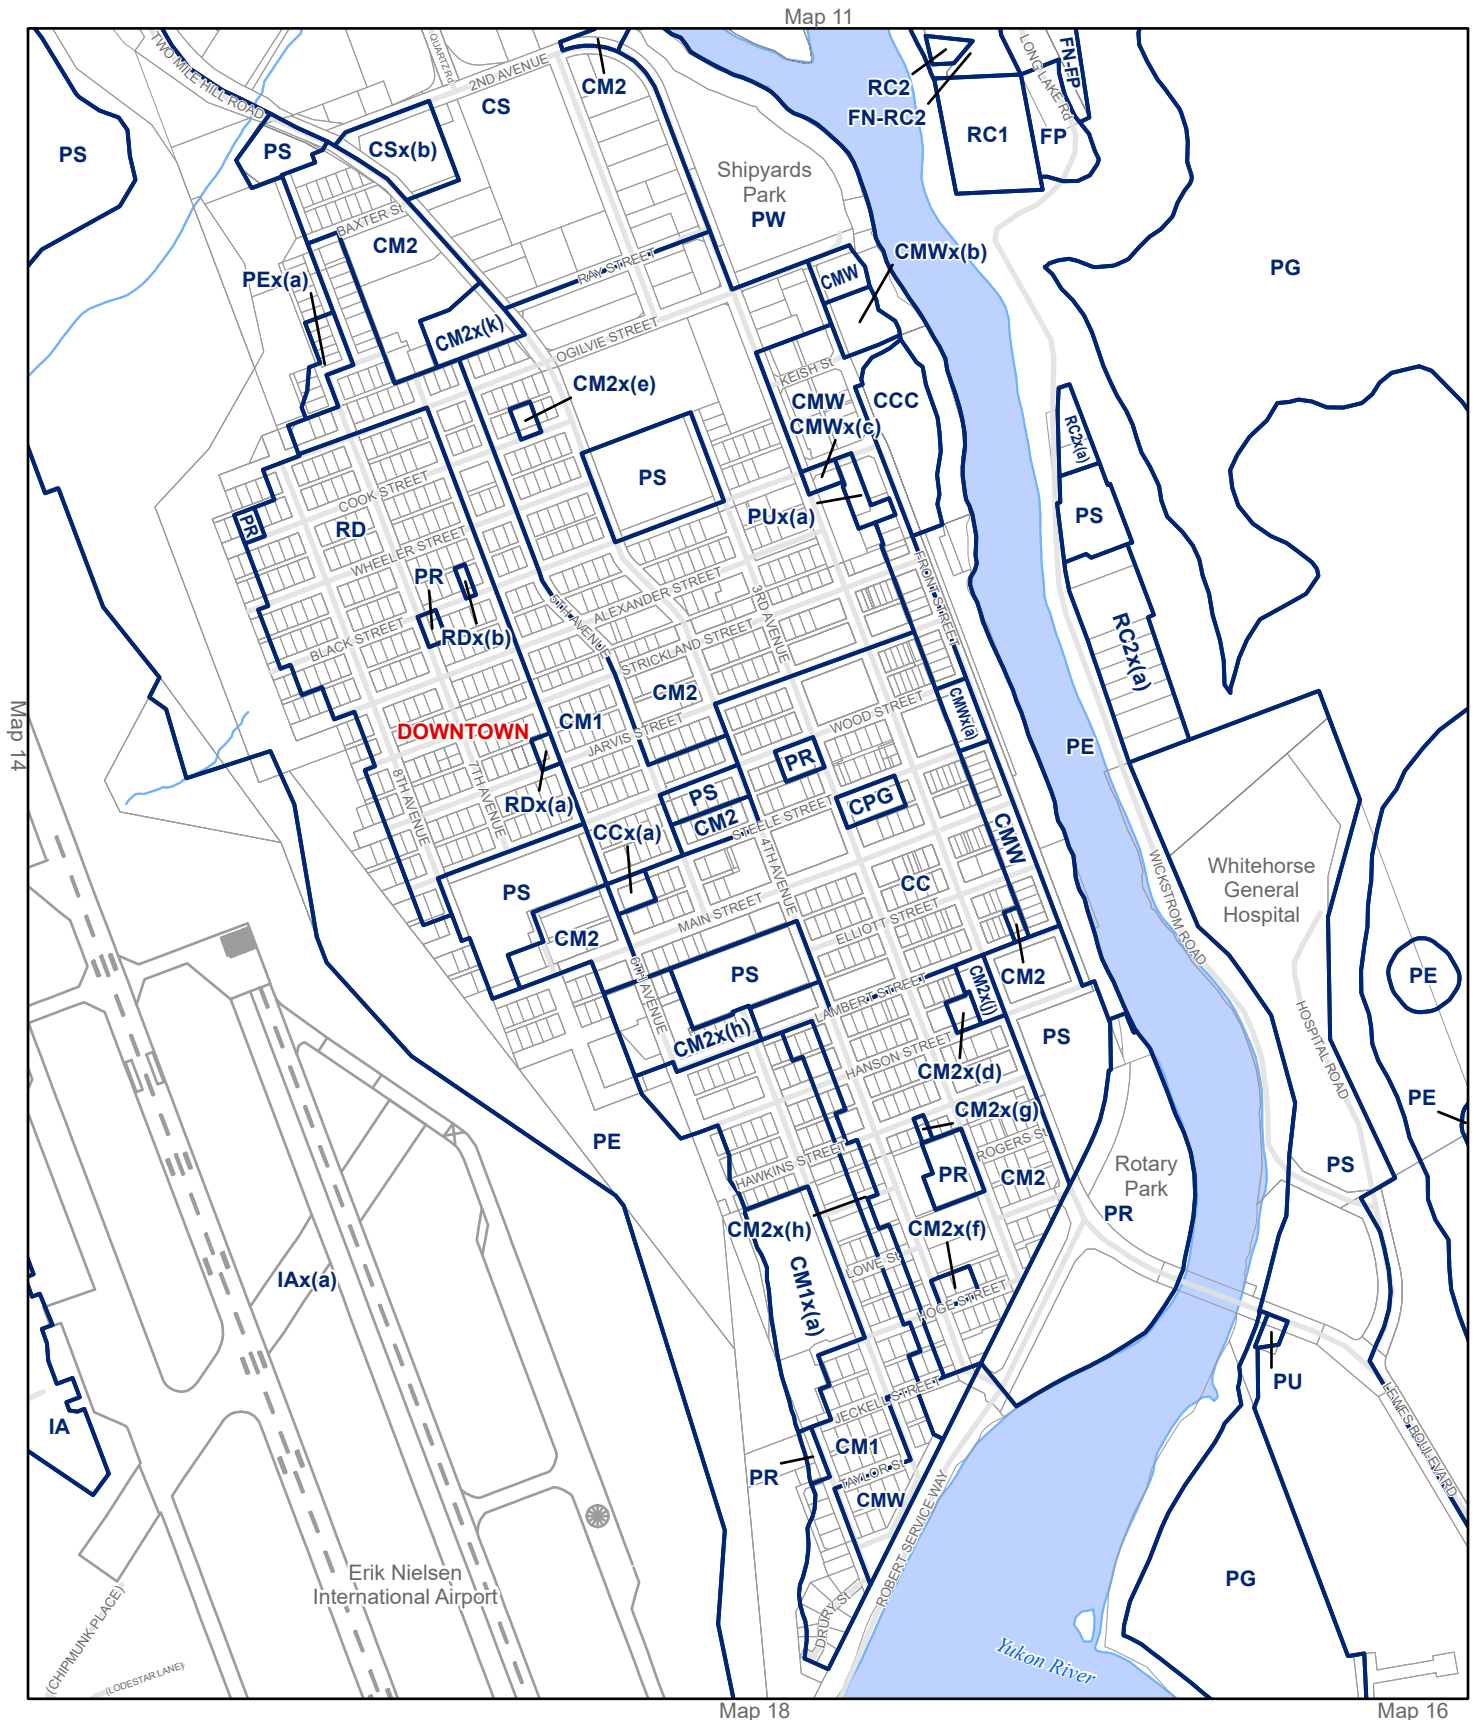 Map 11
TWO MILE HILL ROAD
QUARTZ Rd
2ND AVENUE
CM2
CS
RC2
FN-RC2
LONG LAKE Rd
FN-FP
RC1
FP
PS
PS
CSx(b)
Shipyards
Park
PW
BAXTER St
CM2
CMWx(b)
PG
PEx(a)
RAY STREET
CMW
CM2x(k)
OGILVIE STREET
KEISH St
CM2x(e)
CMW
CCC
CMWx(c)
RC2x(a)
PS
COOK STREET
PUx(a)
PS
PR
RD
WHEELER STREET
PR
FRONT STREET
ALEXANDER STREET
3RD AVENUE
5TH AVENUE
BLACK STREET
RDx(b)
STRICKLAND STREET
RC2x(a)
CM2
Map 14
DOWNTOWN
CM1
JARVIS STREET
WOOD STREET
CMWx(a)
PE
PR
8TH AVENUE
7TH AVENUE
RDx(a)
PS
CM2
CPG
STEELE STREET
CCx(a)
CMW
4TH AVENUE
WICKSTROM ROAD
Whitehorse
General
Hospital
PS
CC
MAIN STREET
ELLIOTT STREET
CM2
6TH AVENUE
PS
CM2x(j)
CM2
PE
LAMBERT STREET
CM2x(h)
HANSON STREET
PS
HOSPITAL ROAD
CM2x(d)
PE
CM2x(g)
PE
HAWKINS STREET
ROGERS St
Rotary
Park
PR
PS
PR
CM2
CM2x(h)
CM2x(f)
LOWE St
IAx(a)
CM1x(a)
HOGE STREET
PU
LEWES BOULEVARD
JECKELL STREET
IA
CM1
PR
TAYLOR St
CMW
ROBERT SERVICE WAY
Erik Nielsen
International Airport
PG
DRURY St
(CHIPMUNK PLACE)
(LODESTAR LANE)
Yukon River
Map 18
Map 16